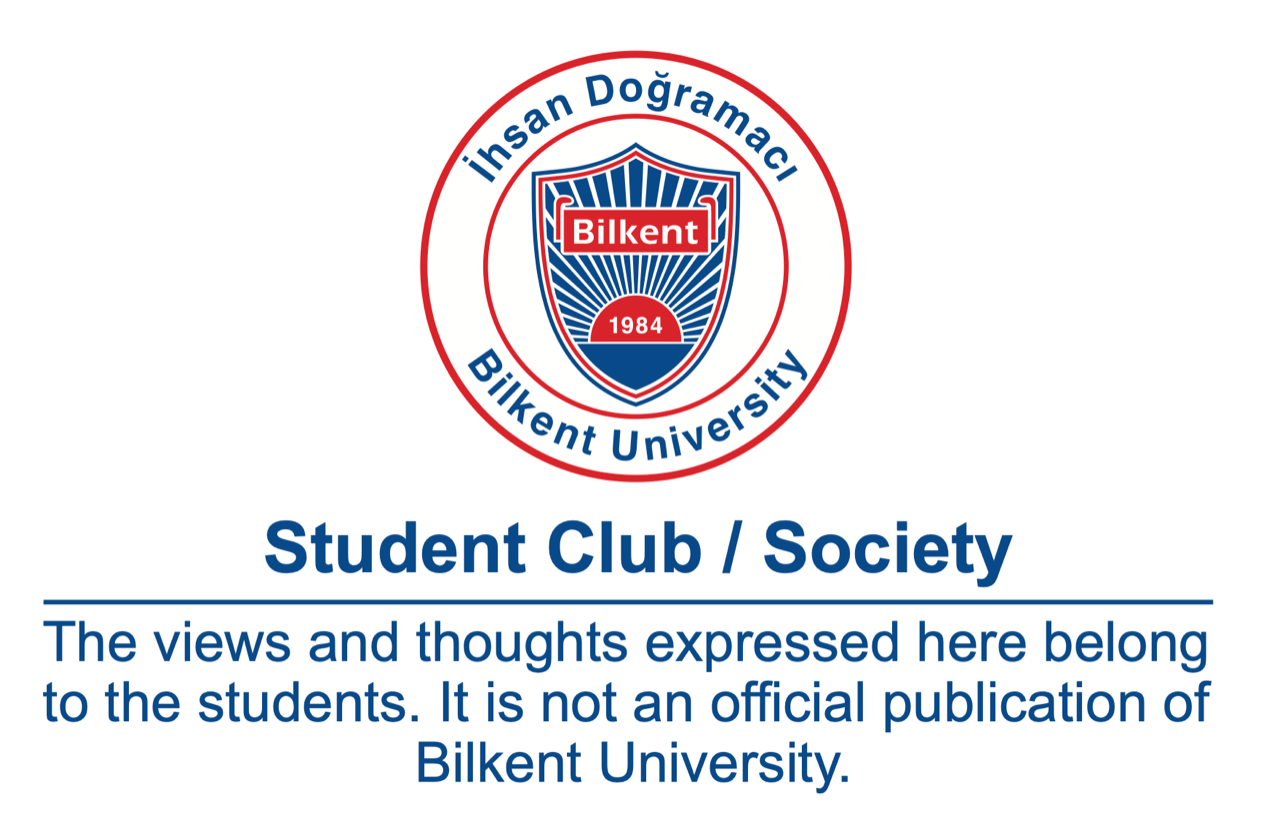 İhsan Doğramacı
Bilkent
1984
Bilkent University
Student Club / Society
The views and thoughts expressed here belong
to the students. It is not an official publication of
Bilkent University.